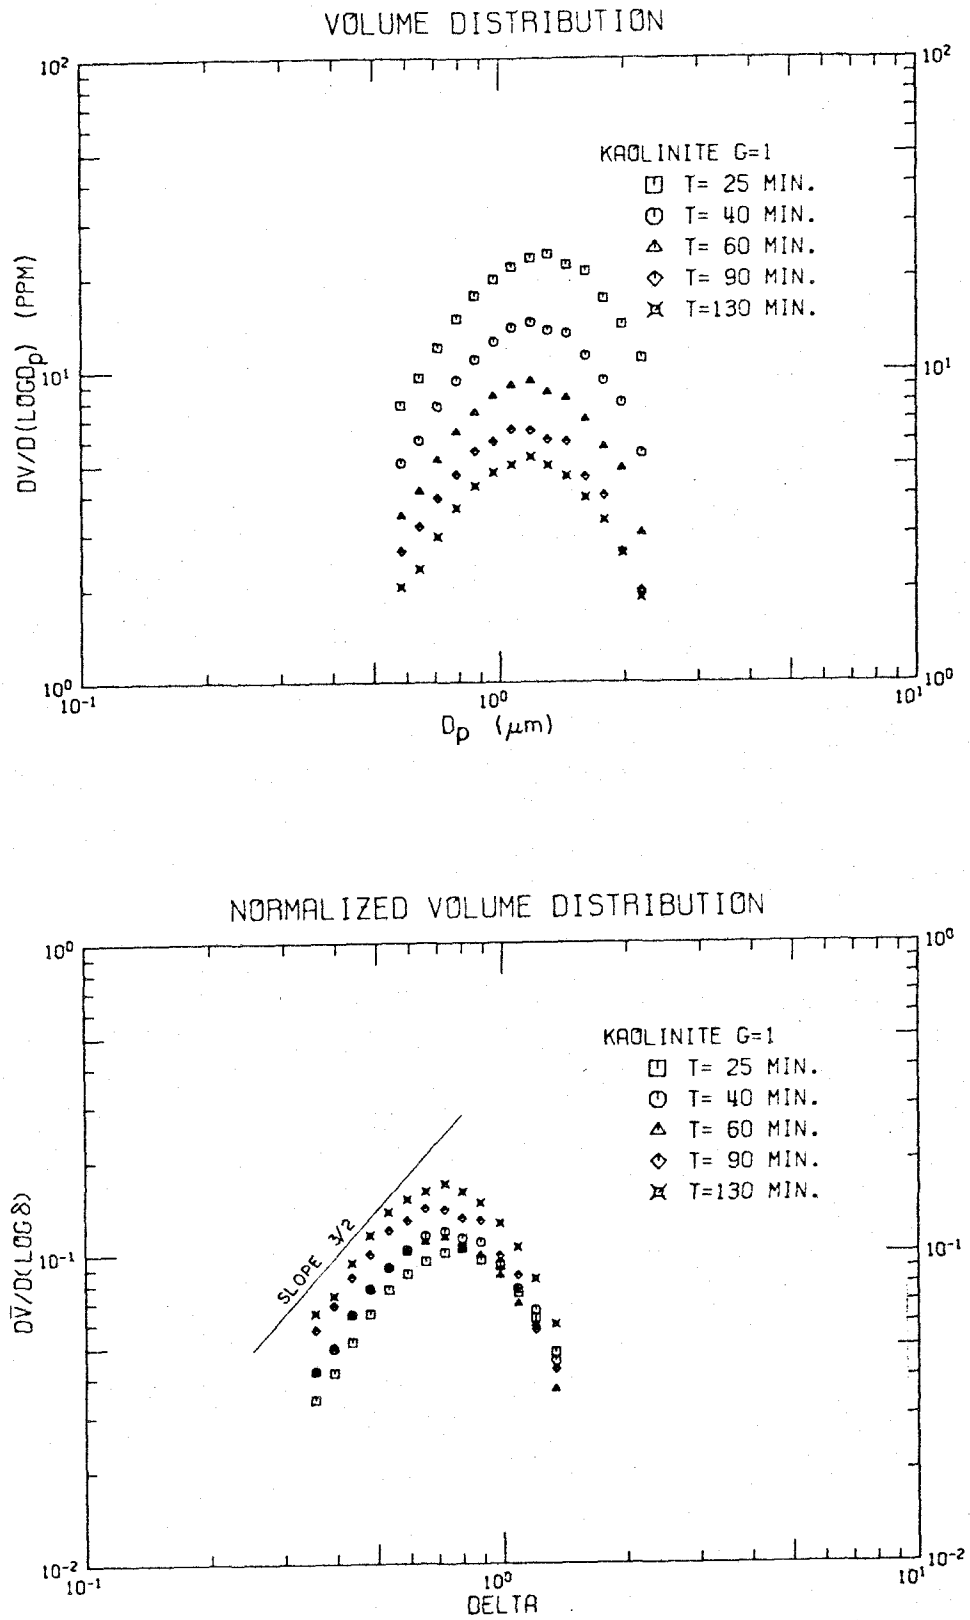 VOLUME DISTRIBUTION
10² 10²
KAOLINITE G=1
T= 25 MIN.
T= 40 MIN.
T= 60 MIN.
T= 90 MIN.
T=130 MIN.
DV/D(LOGDₚ) (PPM)
10¹ 10¹
10⁰ 10⁰
10⁻¹ 10⁰ 10¹
Dₚ (μm)
NORMALIZED VOLUME DISTRIBUTION
10⁰ 10⁰
KAOLINITE G=1
T= 25 MIN.
T= 40 MIN.
T= 60 MIN.
T= 90 MIN.
T=130 MIN.
SLOPE 3/2
DV̅/D(LOGδ)
10⁻¹ 10⁻¹
10⁻² 10⁻²
10⁻¹ 10⁰ 10¹
DELTA